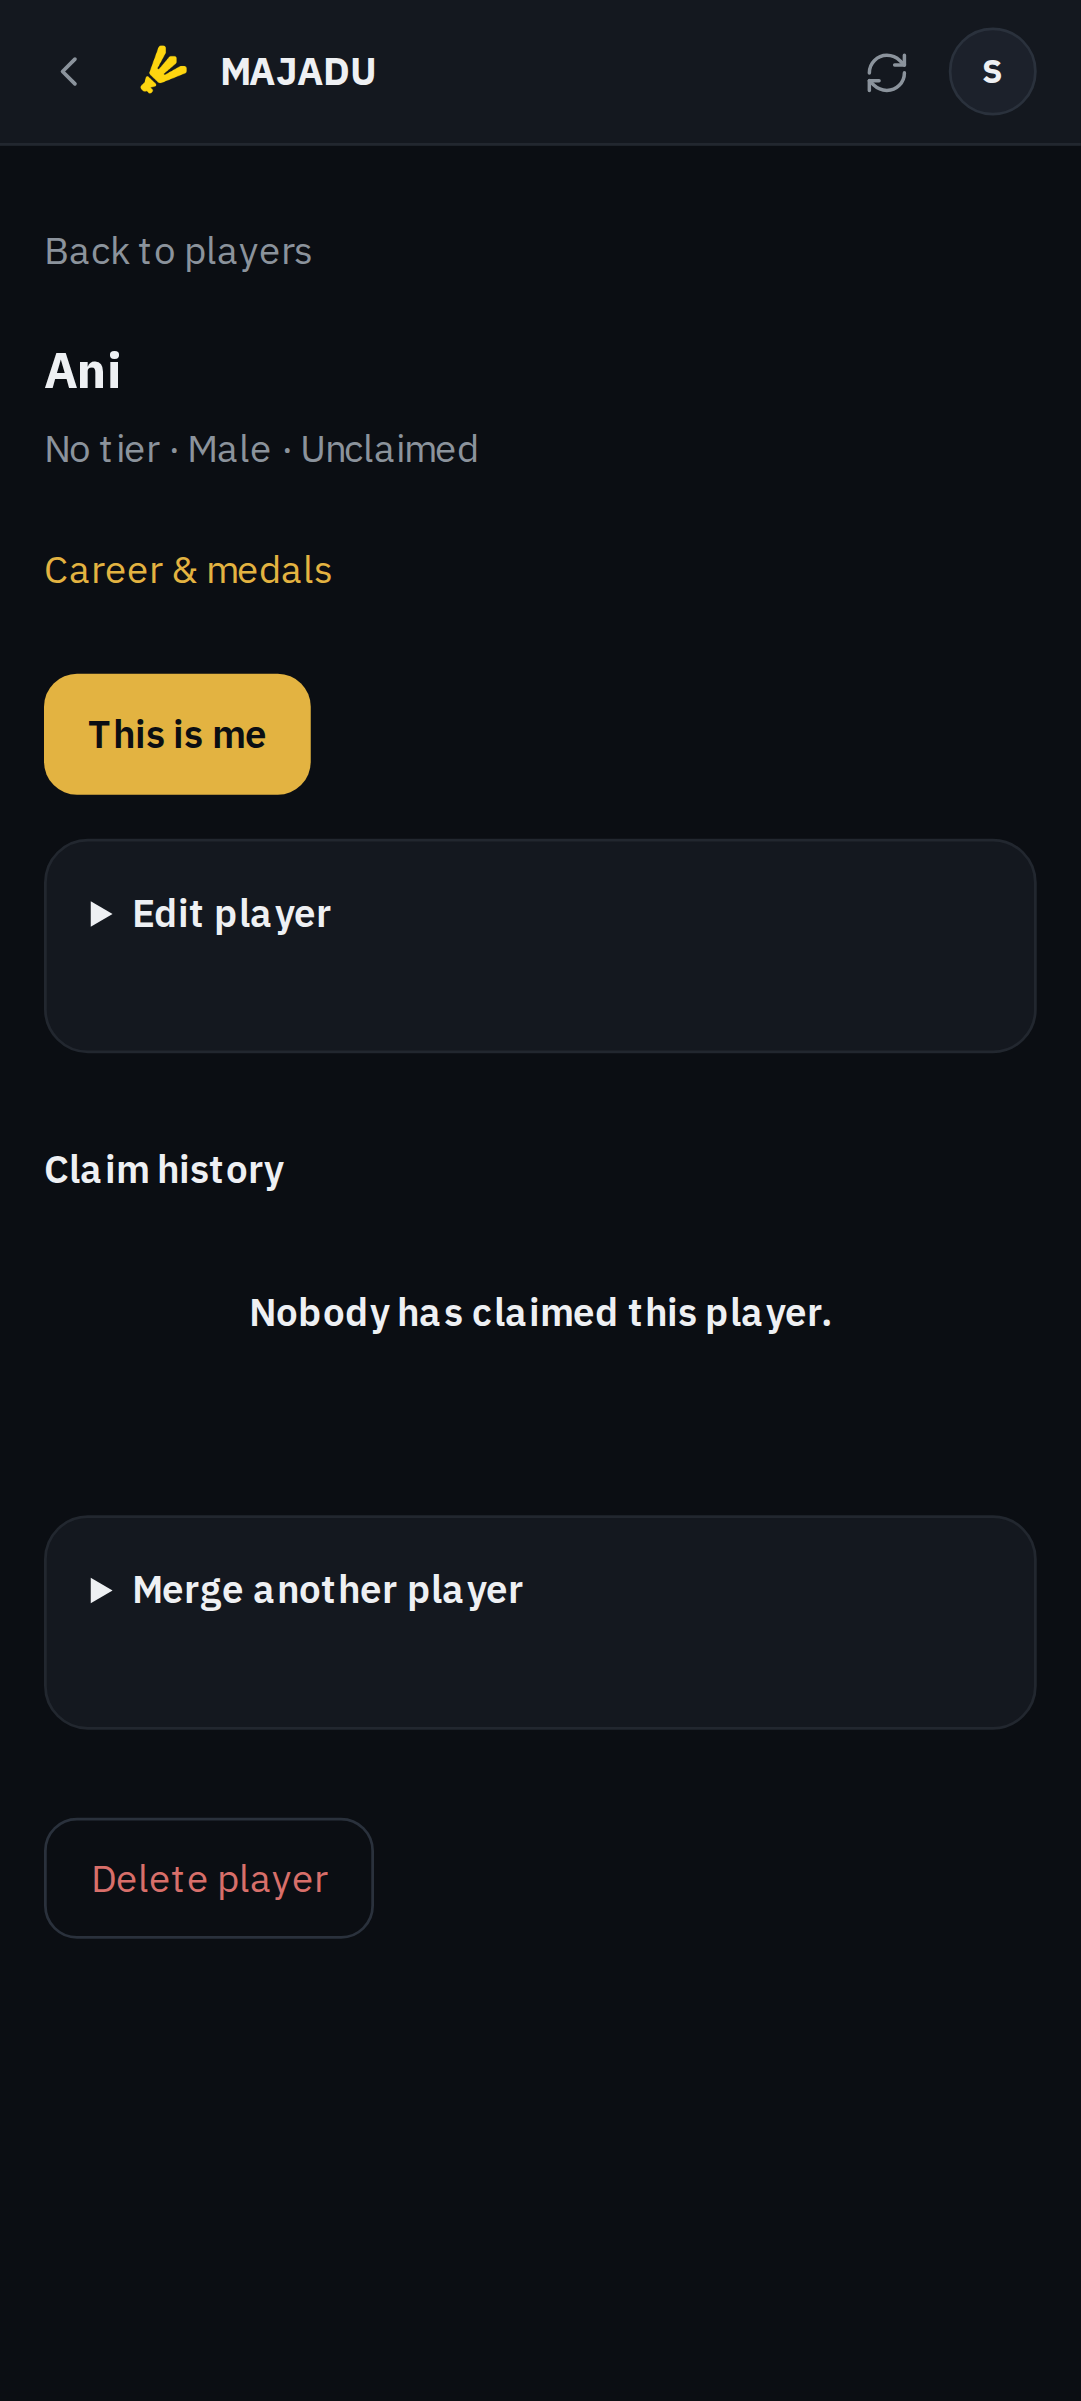 MAJADU
S
Back to players
Ani
No tier · Male · Unclaimed
Career & medals
This is me
Edit player
Claim history
Nobody has claimed this player.
Merge another player
Delete player